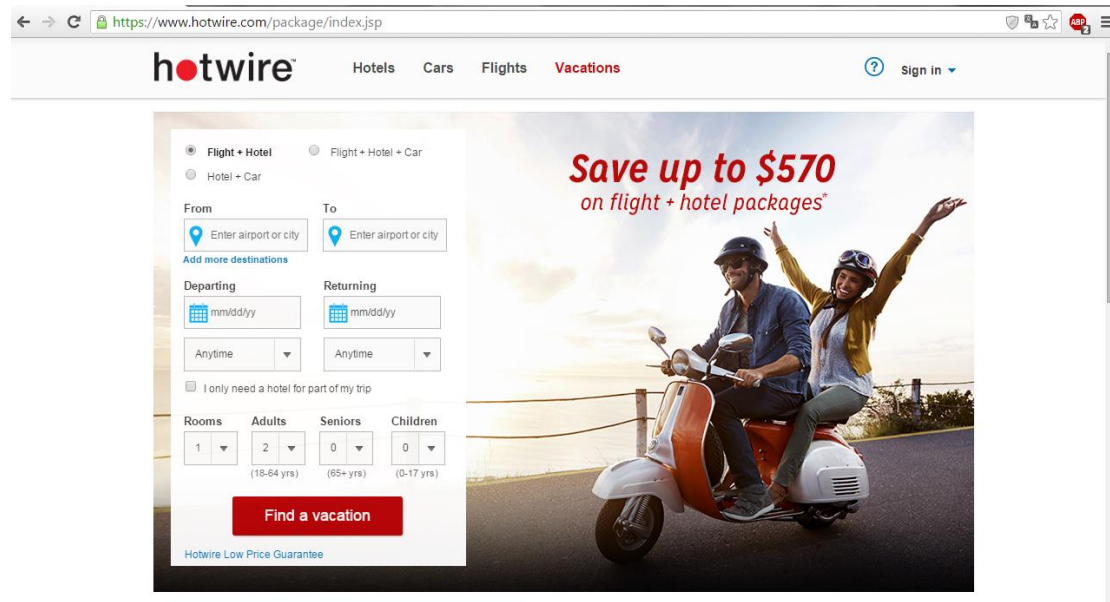 https://www.hotwire.com/package/index.jsp
ABP
2
hotwire™
Hotels Cars Flights Vacations
? Sign in
Flight + Hotel Flight + Hotel + Car
Hotel + Car
From To
Enter airport or city Enter airport or city
Add more destinations
Departing Returning
mm/dd/yy mm/dd/yy
Anytime Anytime
I only need a hotel for part of my trip
Rooms Adults Seniors Children
1 2 0 0
(18-64 yrs) (65+ yrs) (0-17 yrs)
Find a vacation
Hotwire Low Price Guarantee
Save up to $570
on flight + hotel packages*